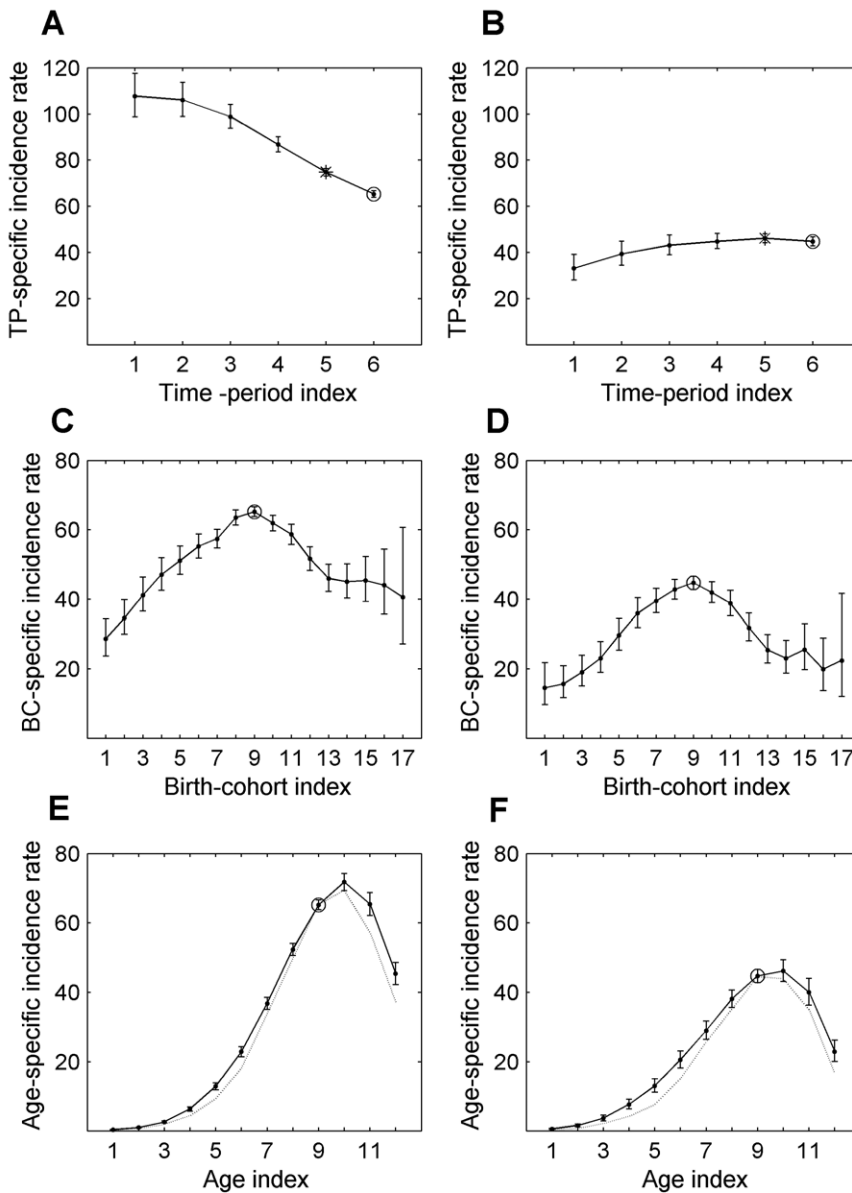 A
B
TP-specific incidence rate
120
100
80
60
40
20
1 2 3 4 5 6
Time -period index
TP-specific incidence rate
120
100
80
60
40
20
1 2 3 4 5 6
Time-period index
C
D
BC-specific incidence rate
80
60
40
20
1 3 5 7 9 11 13 15 17
Birth-cohort index
BC-specific incidence rate
80
60
40
20
1 3 5 7 9 11 13 15 17
Birth-cohort index
E
F
Age-specific incidence rate
80
60
40
20
1 3 5 7 9 11
Age index
Age-specific incidence rate
80
60
40
20
1 3 5 7 9 11
Age index